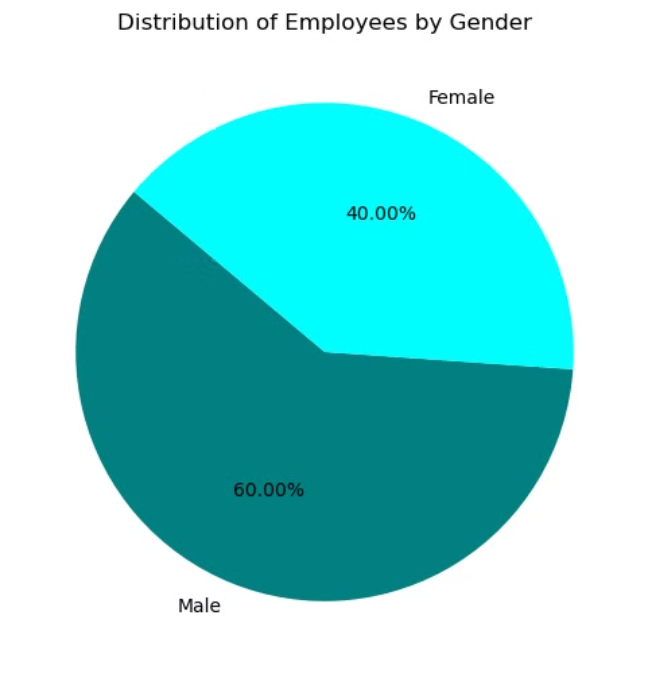 Distribution of Employees by Gender
Female
40.00%
60.00%
Male